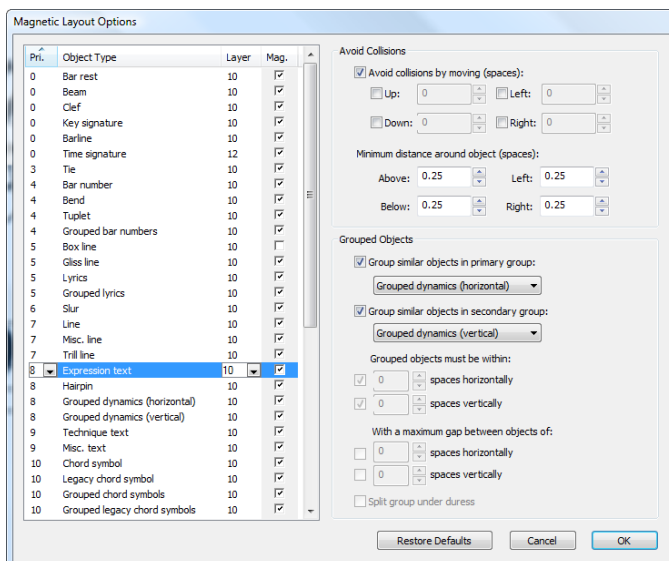 Magnetic Layout Options
Pri. Object Type Layer Mag.
0 Bar rest 10
0 Beam 10
0 Clef 10
0 Key signature 10
0 Barline 10
0 Time signature 12
3 Tie 10
4 Bar number 10
4 Bend 10
4 Tuplet 10
4 Grouped bar numbers 10
5 Box line 10
5 Gliss line 10
5 Lyrics 10
5 Grouped lyrics 10
6 Slur 10
7 Line 10
7 Misc. line 10
7 Trill line 10
8 Expression text 10
8 Hairpin 10
8 Grouped dynamics (horizontal) 10
8 Grouped dynamics (vertical) 10
9 Technique text 10
9 Misc. text 10
10 Chord symbol 10
10 Legacy chord symbol 10
10 Grouped chord symbols 10
10 Grouped legacy chord symbols 10
Avoid Collisions
Avoid collisions by moving (spaces):
Up: 0 Left: 0
Down: 0 Right: 0
Minimum distance around object (spaces):
Above: 0.25 Left: 0.25
Below: 0.25 Right: 0.25
Grouped Objects
Group similar objects in primary group:
Grouped dynamics (horizontal)
Group similar objects in secondary group:
Grouped dynamics (vertical)
Grouped objects must be within:
0 spaces horizontally
0 spaces vertically
With a maximum gap between objects of:
0 spaces horizontally
0 spaces vertically
Split group under duress
Restore Defaults Cancel OK